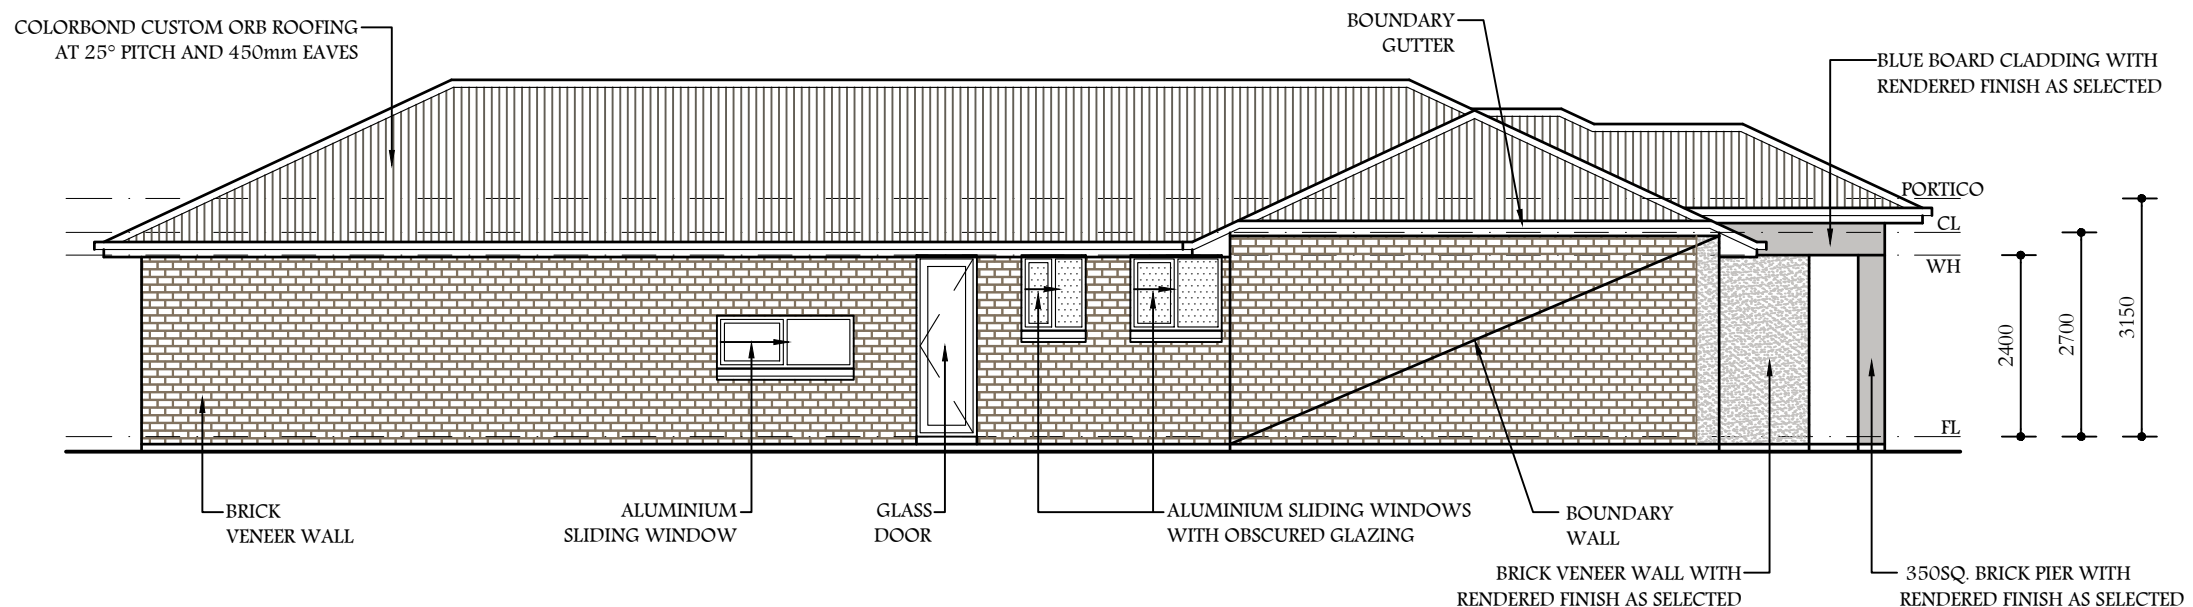 COLORBOND CUSTOM ORB ROOFING
AT 25° PITCH AND 450mm EAVES
BOUNDARY
GUTTER
BLUE BOARD CLADDING WITH
RENDERED FINISH AS SELECTED
PORTICO
CL
WH
FL
2400
2700
3150
BRICK
VENEER WALL
ALUMINIUM
SLIDING WINDOW
GLASS
DOOR
ALUMINIUM SLIDING WINDOWS
WITH OBSCURED GLAZING
BOUNDARY
WALL
BRICK VENEER WALL WITH
RENDERED FINISH AS SELECTED
350SQ. BRICK PIER WITH
RENDERED FINISH AS SELECTED